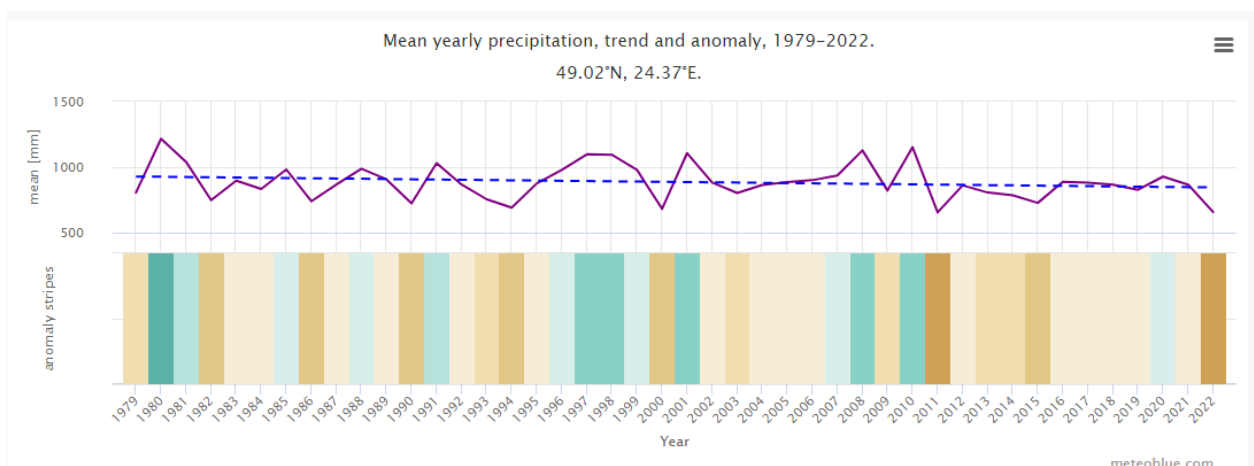 Mean yearly precipitation, trend and anomaly, 1979-2022.
49.02°N, 24.37°E.
1500
1000
500
mean [mm]
anomaly stripes
1979 1980 1981 1982 1983 1984 1985 1986 1987 1988 1989 1990 1991 1992 1993 1994 1995 1996 1997 1998 1999 2000 2001 2002 2003 2004 2005 2006 2007 2008 2009 2010 2011 2012 2013 2014 2015 2016 2017 2018 2019 2020 2021 2022
Year
meteoblue.com